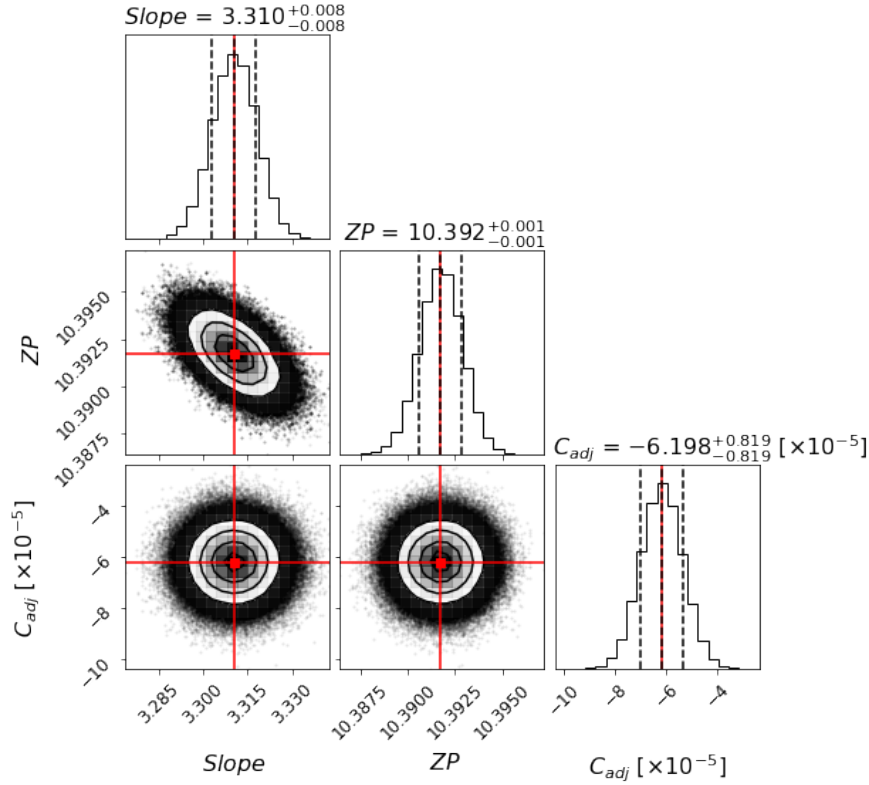 Slope = 3.310+0.008 −0.008
ZP = 10.392+0.001 −0.001
ZP
10.3950
10.3925
10.3900
10.3875
C_adj = −6.198+0.819 −0.819 [×10⁻⁵]
C_adj [×10⁻⁵]
−4
−6
−8
−10
3.285 3.300 3.315 3.330
10.3875 10.3900 10.3925 10.3950
−10 −8 −6 −4
Slope
ZP
C_adj [×10⁻⁵]